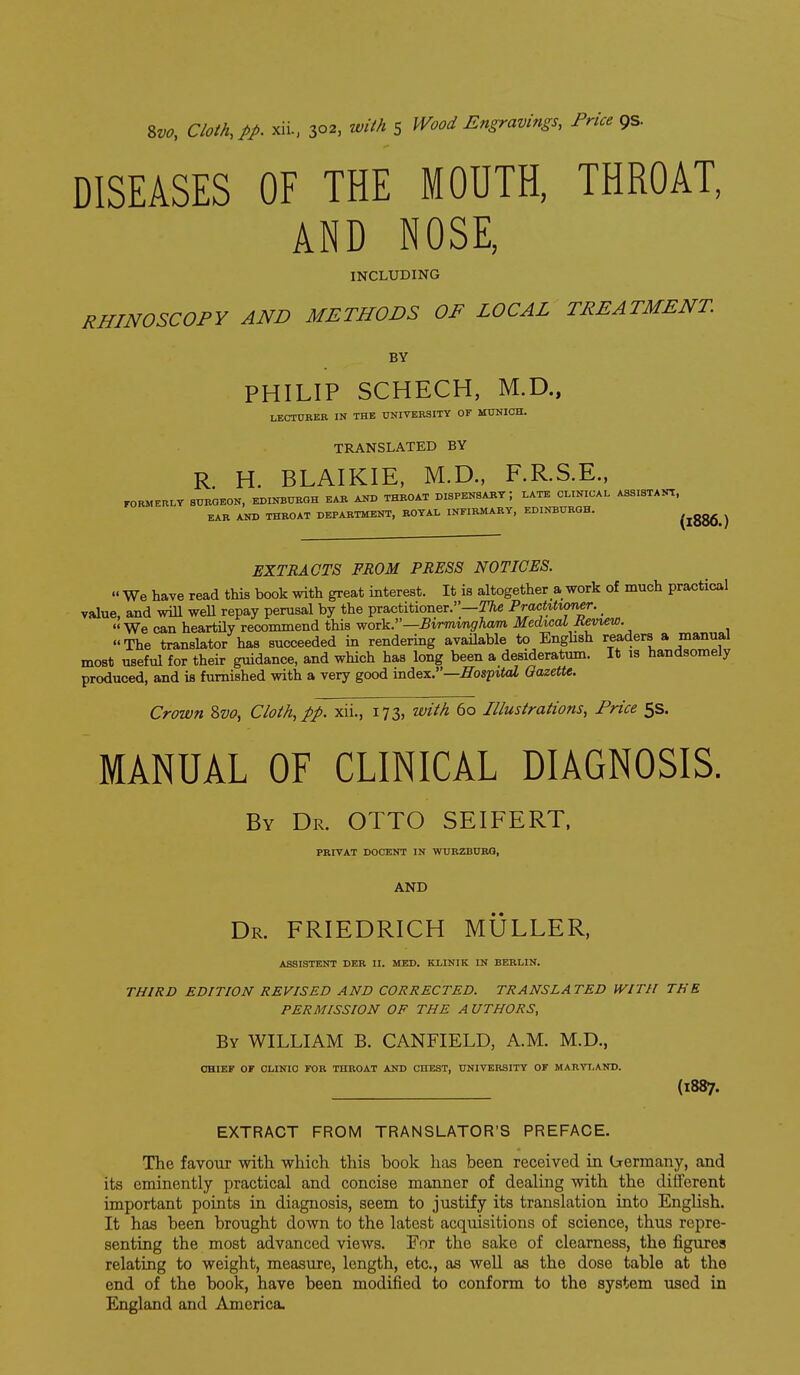 8vo, Cloth, pp. xii., 302, with 5 Wood Engravings, Price 9s.
DISEASES OF THE MOUTH, THROAT,
AND NOSE,
INCLUDING
RHINOSCOPY AND METHODS OF LOCAL TREATMENT.
BY
PHILIP SCHECH, M.D.,
LECTURER IN THE UNIVERSITY OF MUNICH.
TRANSLATED BY
R. H. BLAIKIE, M.D., F.R.S.E.,
FORMERLY SURGEON, EDINBURGH EAR AND THROAT DISPENSARY; LATE CLINICAL ASSISTANT,
EAR AND THROAT DEPARTMENT, ROYAL INFIRMARY, EDINBURGH.
(1886.)
EXTRACTS FROM PRESS NOTICES.
"We have read this book with great interest. It is altogether a work of much practical
value, and will well repay perusal by the practitioner."—The Practitioner.
"We can heartily recommend this work."—Birmingham Medical Review.
"The translator has succeeded in rendering available to English readers a manual
most useful for their guidance, and which has long been a desideratum. It is handsomely
produced, and is furnished with a very good index."—Hospital Gazette.
Crown 8vo, Cloth, pp. xii., 173, with 60 Illustrations, Price 5s.
MANUAL OF CLINICAL DIAGNOSIS.
By Dr. OTTO SEIFERT,
PRIVAT DOCENT IN WURZBURG,
AND
Dr. FRIEDRICH MÜLLER,
ASSISTENT DER II. MED. KLINIK IN BERLIN.
THIRD EDITION REVISED AND CORRECTED. TRANSLATED WITH THE
PERMISSION OF THE AUTHORS,
By WILLIAM B. CANFIELD, A.M. M.D.,
CHIEF OF CLINIC FOR THROAT AND CHEST, UNIVERSITY OF MARYLAND.
(1887.
EXTRACT FROM TRANSLATOR'S PREFACE.
The favour with which this book has been received in Germany, and
its eminently practical and concise manner of dealing with the different
important points in diagnosis, seem to justify its translation into English.
It has been brought down to the latest acquisitions of science, thus repre-
senting the most advanced views. For the sake of clearness, the figures
relating to weight, measure, length, etc., as well as the dose table at the
end of the book, have been modified to conform to the system used in
England and America.